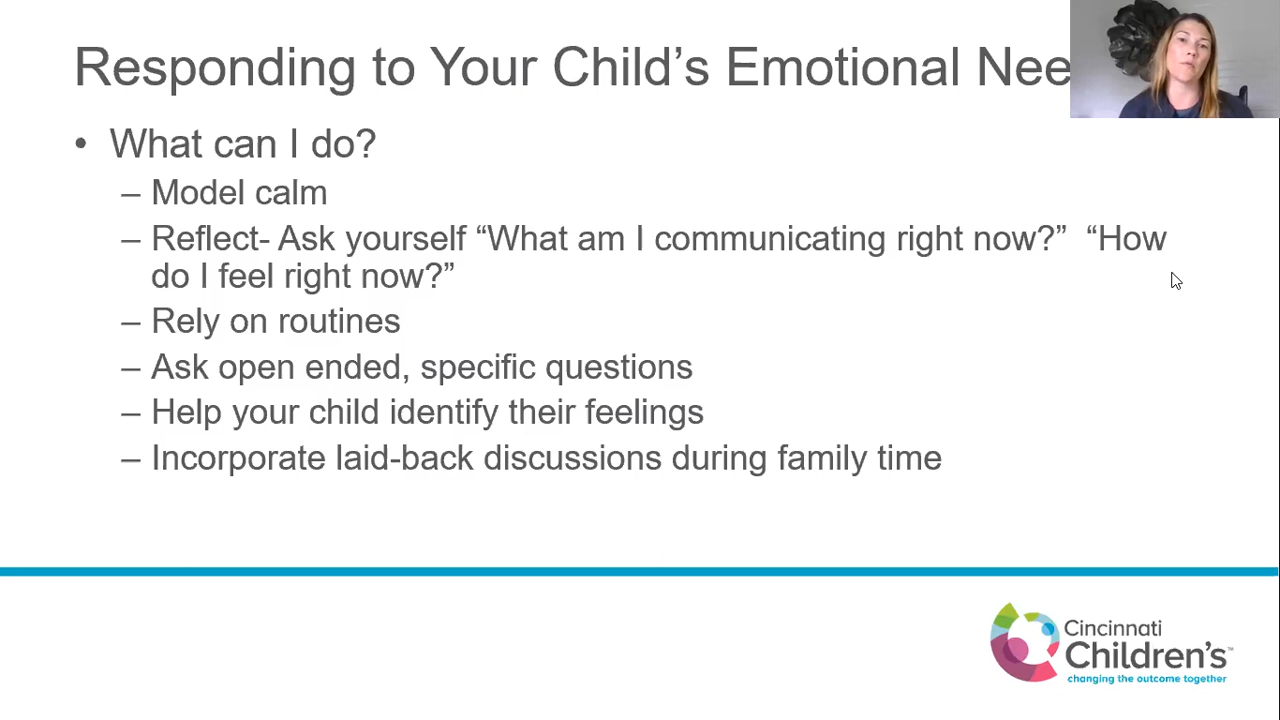 Responding to Your Child’s Emotional
• What can I do?
– Model calm
– Reflect- Ask yourself “What am I communicating right now?” “How
do I feel right now?”
– Rely on routines
– Ask open ended, specific questions
– Help your child identify their feelings
– Incorporate laid-back discussions during family time
Cincinnati
Children’s™
changing the outcome together